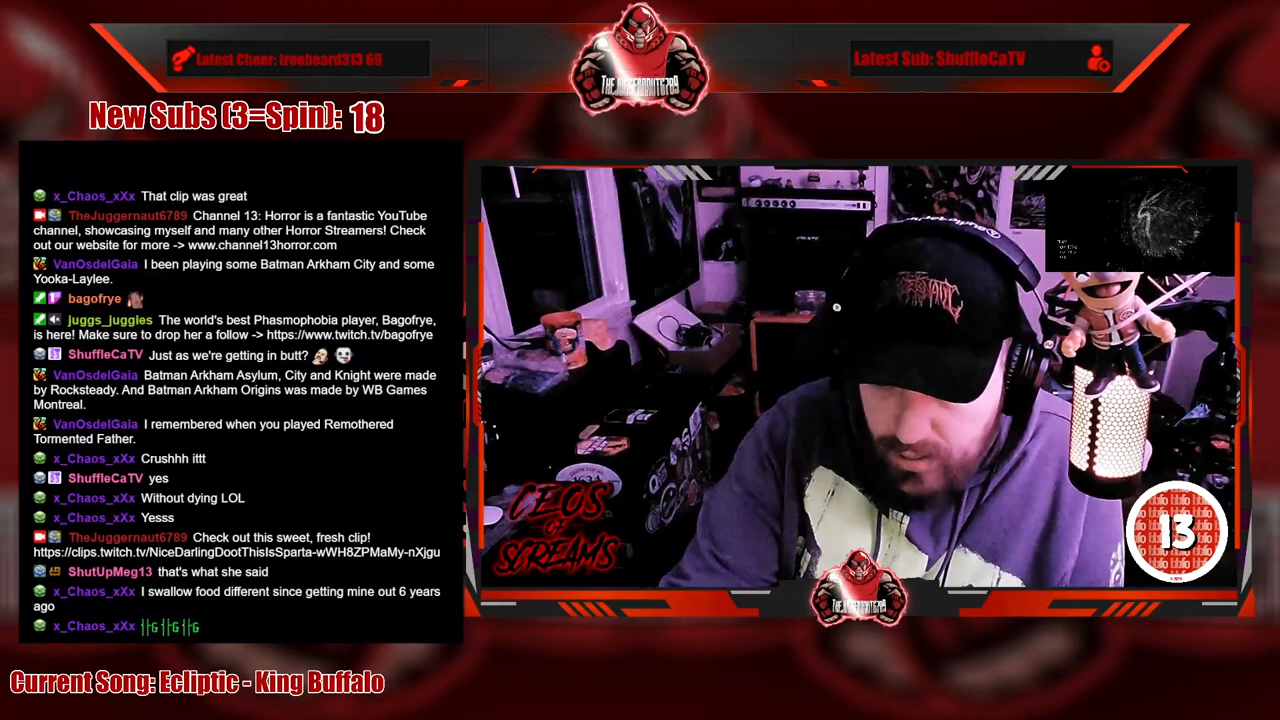 Latest Cheer: treebeard313 69
THEJUGGERNAUT6789
Latest Sub: ShuffleCaTV
New Subs (3=Spin): 18
x_Chaos_xXx That clip was great
TheJuggernaut6789 Channel 13: Horror is a fantastic YouTube
channel, showcasing myself and many other Horror Streamers! Check
out our website for more -> www.channel13horror.com
VanOsdelGaia I been playing some Batman Arkham City and some
Yooka-Laylee.
bagofrye
juggs_juggies The world's best Phasmophobia player, Bagofrye,
is here! Make sure to drop her a follow -> https://www.twitch.tv/bagofrye
ShuffleCaTV Just as we're getting in butt?
VanOsdelGaia Batman Arkham Asylum, City and Knight were made
by Rocksteady. And Batman Arkham Origins was made by WB Games
Montreal.
VanOsdelGaia I remembered when you played Remothered
Tormented Father.
x_Chaos_xXx Crushhh ittt
ShuffleCaTV yes
x_Chaos_xXx Without dying LOL
x_Chaos_xXx Yesss
TheJuggernaut6789 Check out this sweet, fresh clip!
https://clips.twitch.tv/NiceDarlingDootThisIsSparta-wWH8ZPMaMy-nXjgu
ShutUpMeg13 that's what she said
x_Chaos_xXx I swallow food different since getting mine out 6 years
ago
x_Chaos_xXx
CEOS
OF
SCREAMS
13
THEJUGGERNAUT6789
Current Song: Ecliptic - King Buffalo